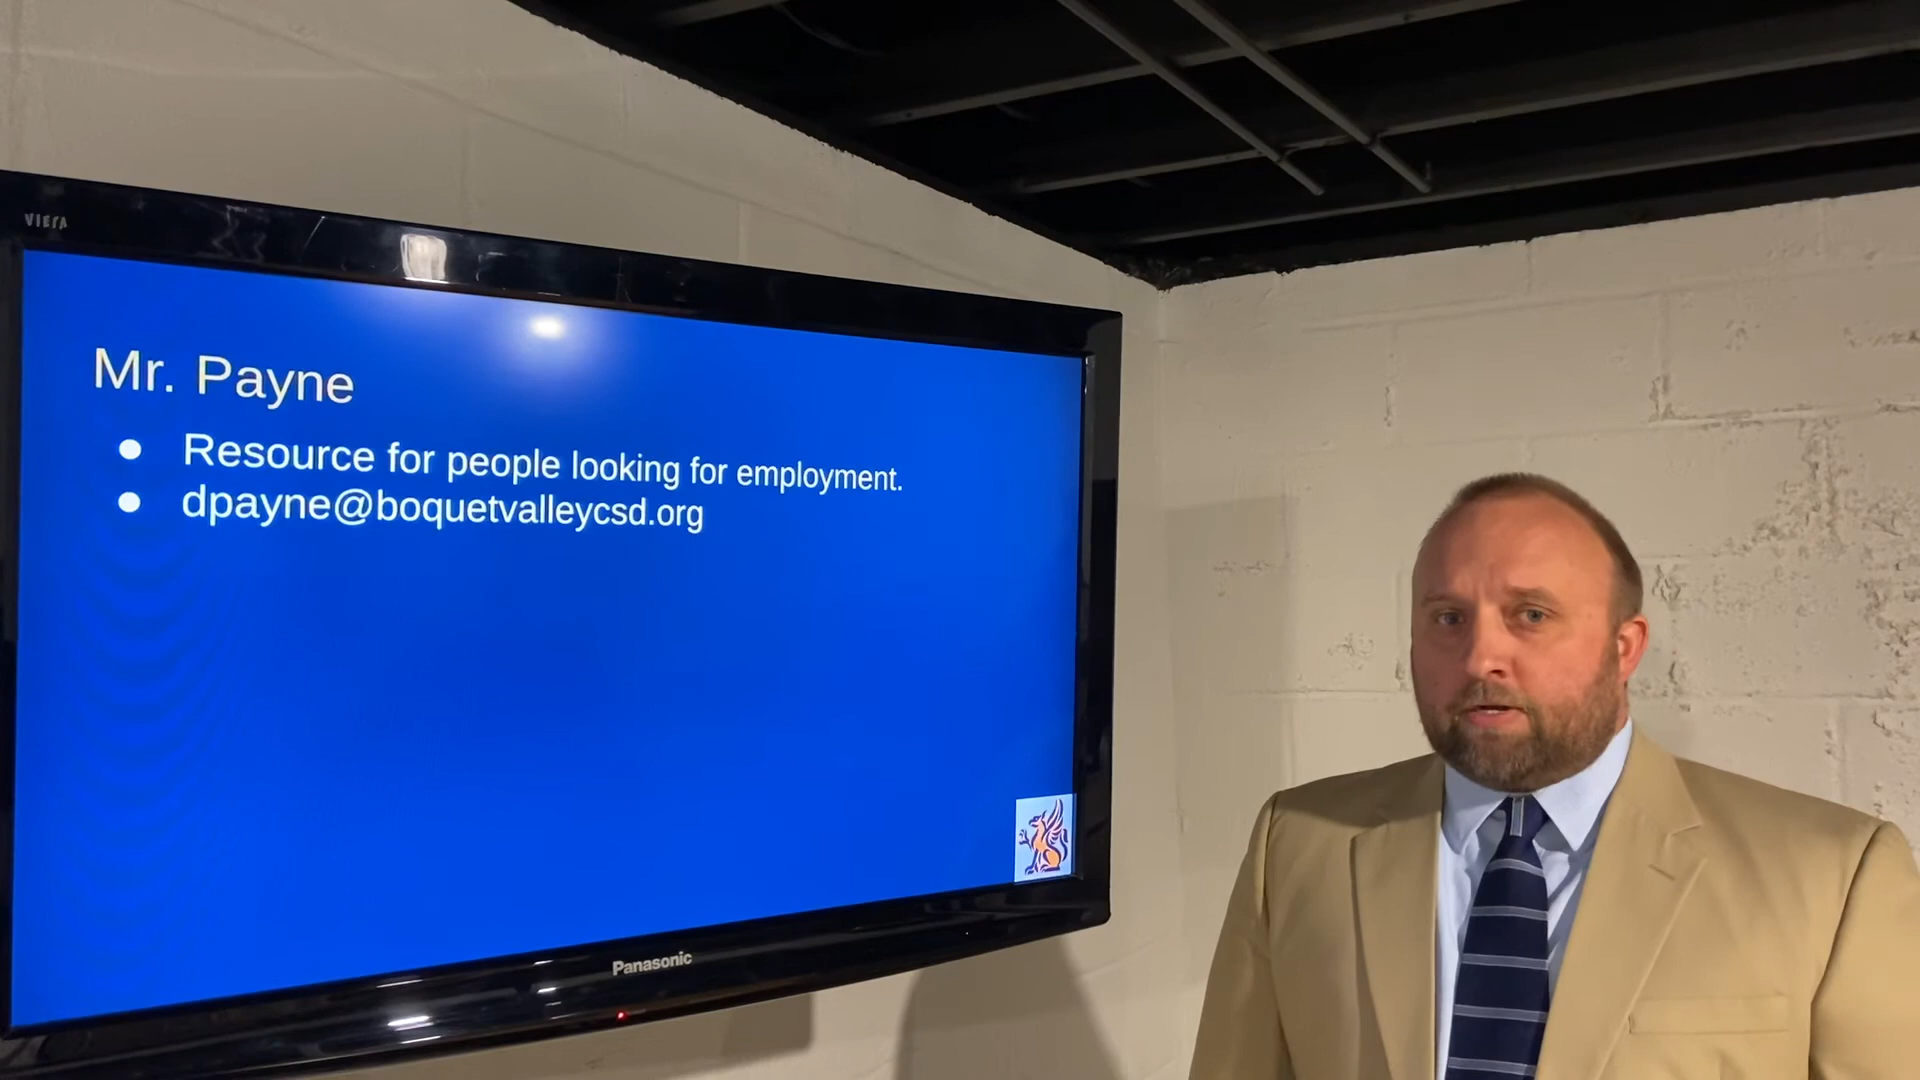 VIERA
Mr. Payne
● Resource for people looking for employment.
● dpayne@boquetvalleycsd.org
Panasonic